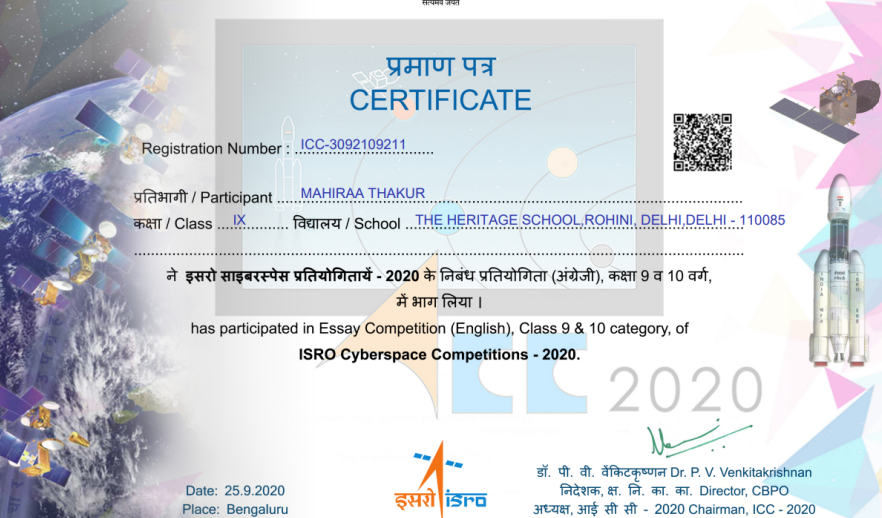 सत्यमेव जयते
प्रमाण पत्र
CERTIFICATE
Registration Number : ICC-3092109211
प्रतिभागी / Participant MAHIRAA THAKUR
कक्षा / Class IX विद्यालय / School THE HERITAGE SCHOOL,ROHINI, DELHI,DELHI - 110085
ने इसरो साइबरस्पेस प्रतियोगितायें - 2020 के निबंध प्रतियोगिता (अंग्रेजी), कक्षा 9 व 10 वर्ग,
में भाग लिया ।
has participated in Essay Competition (English), Class 9 & 10 category, of
ISRO Cyberspace Competitions - 2020.
ICC 2020
डॉ. पी. वी. वेंकिटकृष्णन Dr. P. V. Venkitakrishnan
निदेशक, क्ष. नि. का. का. Director, CBPO
अध्यक्ष, आई सी सी - 2020 Chairman, ICC - 2020
इसरो isro
Date: 25.9.2020
Place: Bengaluru